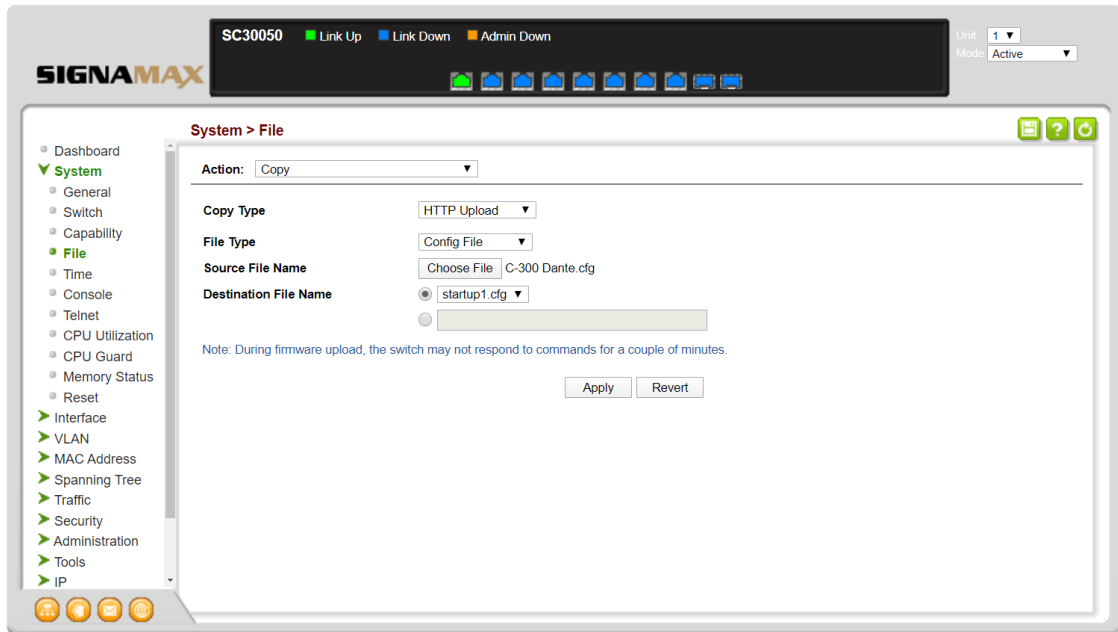 SC30050 Link Up Link Down Admin Down
Unit 1
Mode Active
SIGNAMAX
System > File
Dashboard
System
General
Switch
Capability
File
Time
Console
Telnet
CPU Utilization
CPU Guard
Memory Status
Reset
Interface
VLAN
MAC Address
Spanning Tree
Traffic
Security
Administration
Tools
IP
Action: Copy
Copy Type HTTP Upload
File Type Config File
Source File Name Choose File C-300 Dante.cfg
Destination File Name startup1.cfg
Note: During firmware upload, the switch may not respond to commands for a couple of minutes.
Apply Revert